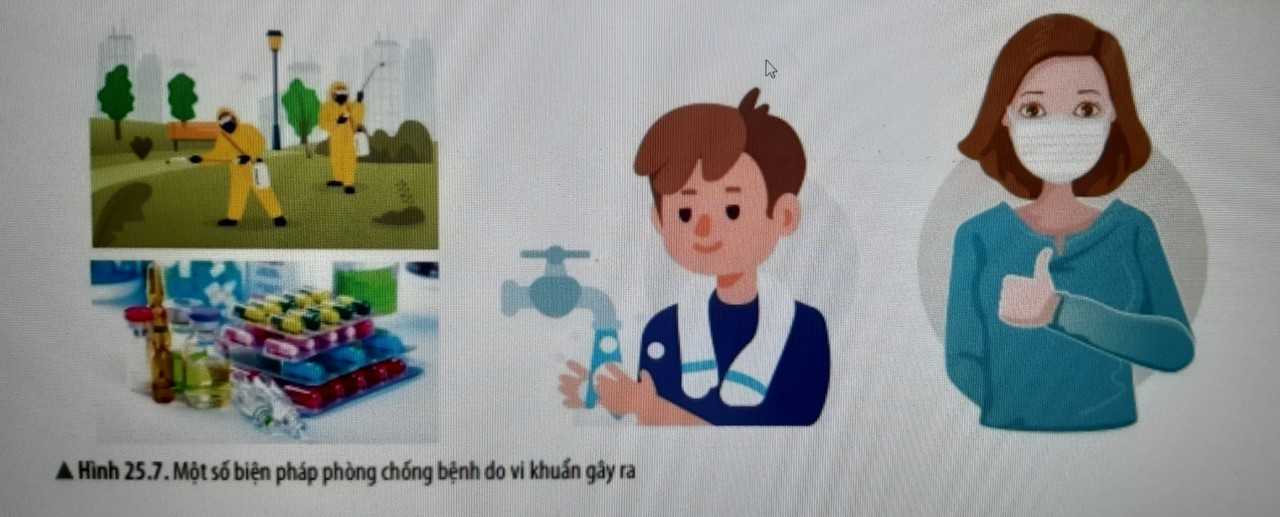 ▲ Hình 25.7. Một số biện pháp phòng chống bệnh do vi khuẩn gây ra